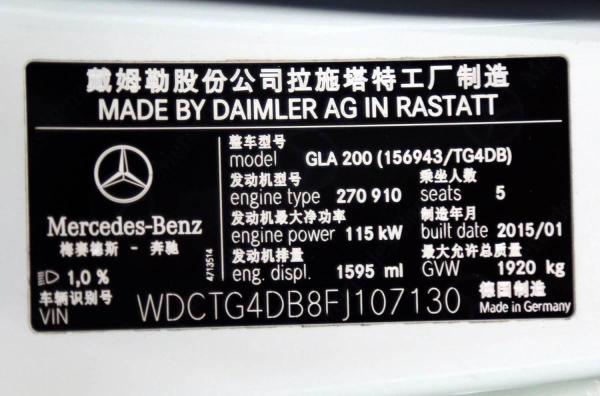 戴姆勒股份公司拉施塔特工厂制造
MADE BY DAIMLER AG IN RASTATT
Mercedes-Benz
梅赛德斯 - 奔驰
整车型号
model GLA 200 (156943/TG4DB)
发动机型号 乘坐人数
engine type 270 910 seats 5
发动机最大净功率 制造年月
engine power 115 kW built date 2015/01
发动机排量 最大允许总质量
eng. displ. 1595 ml GVW 1920 kg
4713514
1,0 %
车辆识别号 德国制造
VIN WDCTG4DB8FJ107130 Made in Germany